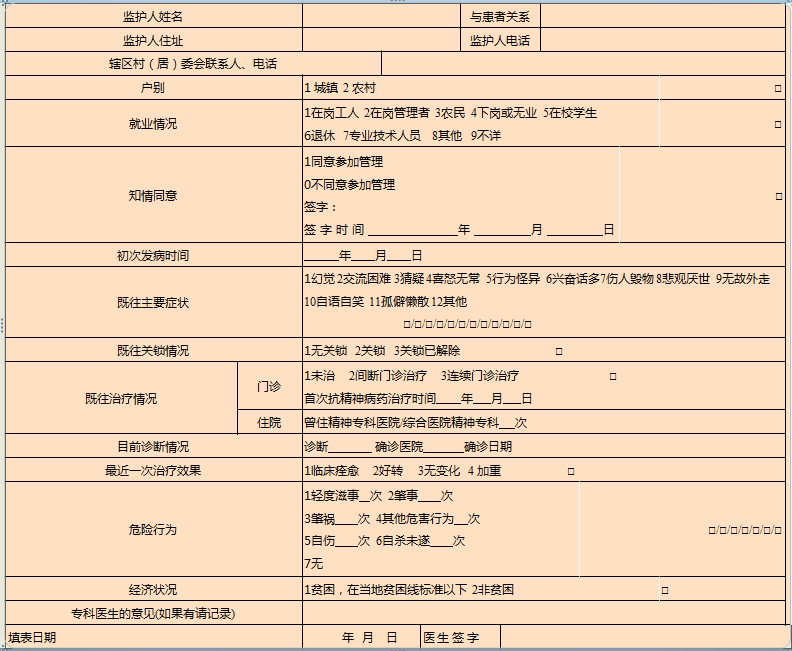 监护人姓名 与患者关系
监护人住址 监护人电话
辖区村（居）委会联系人、电话
户别 1 城镇 2 农村 □
就业情况 1在岗工人 2在岗管理者 3农民 4下岗或无业 5在校学生
6退休 7专业技术人员 8其他 9不详 □
知情同意 1同意参加管理
0不同意参加管理
签字：
签 字 时 间 ______________年 _________月 _________日 □
初次发病时间 ______年____月____日
既往主要症状 1幻觉 2交流困难 3猜疑 4喜怒无常 5行为怪异 6兴奋话多7伤人毁物 8悲观厌世 9无故外走
10自语自笑 11孤僻懒散 12其他
□/□/□/□/□/□/□/□/□/□/□/□
既往关锁情况 1无关锁 2关锁 3关锁已解除 □
既往治疗情况 门诊 1未治 2间断门诊治疗 3连续门诊治疗 □
首次抗精神病药治疗时间____年___月___日
住院 曾住精神专科医院/综合医院精神专科___次
目前诊断情况 诊断_______ 确诊医院_______确诊日期
最近一次治疗效果 1临床痊愈 2好转 3无变化 4 加重 □
危险行为 1轻度滋事__次 2肇事____次
3肇祸____次 4其他危害行为__次
5自伤____次 6自杀未遂____次
7无 □/□/□/□/□/□/□
经济状况 1贫困，在当地贫困线标准以下 2非贫困 □
专科医生的意见(如果有请记录)
填表日期 年 月 日 医生签字